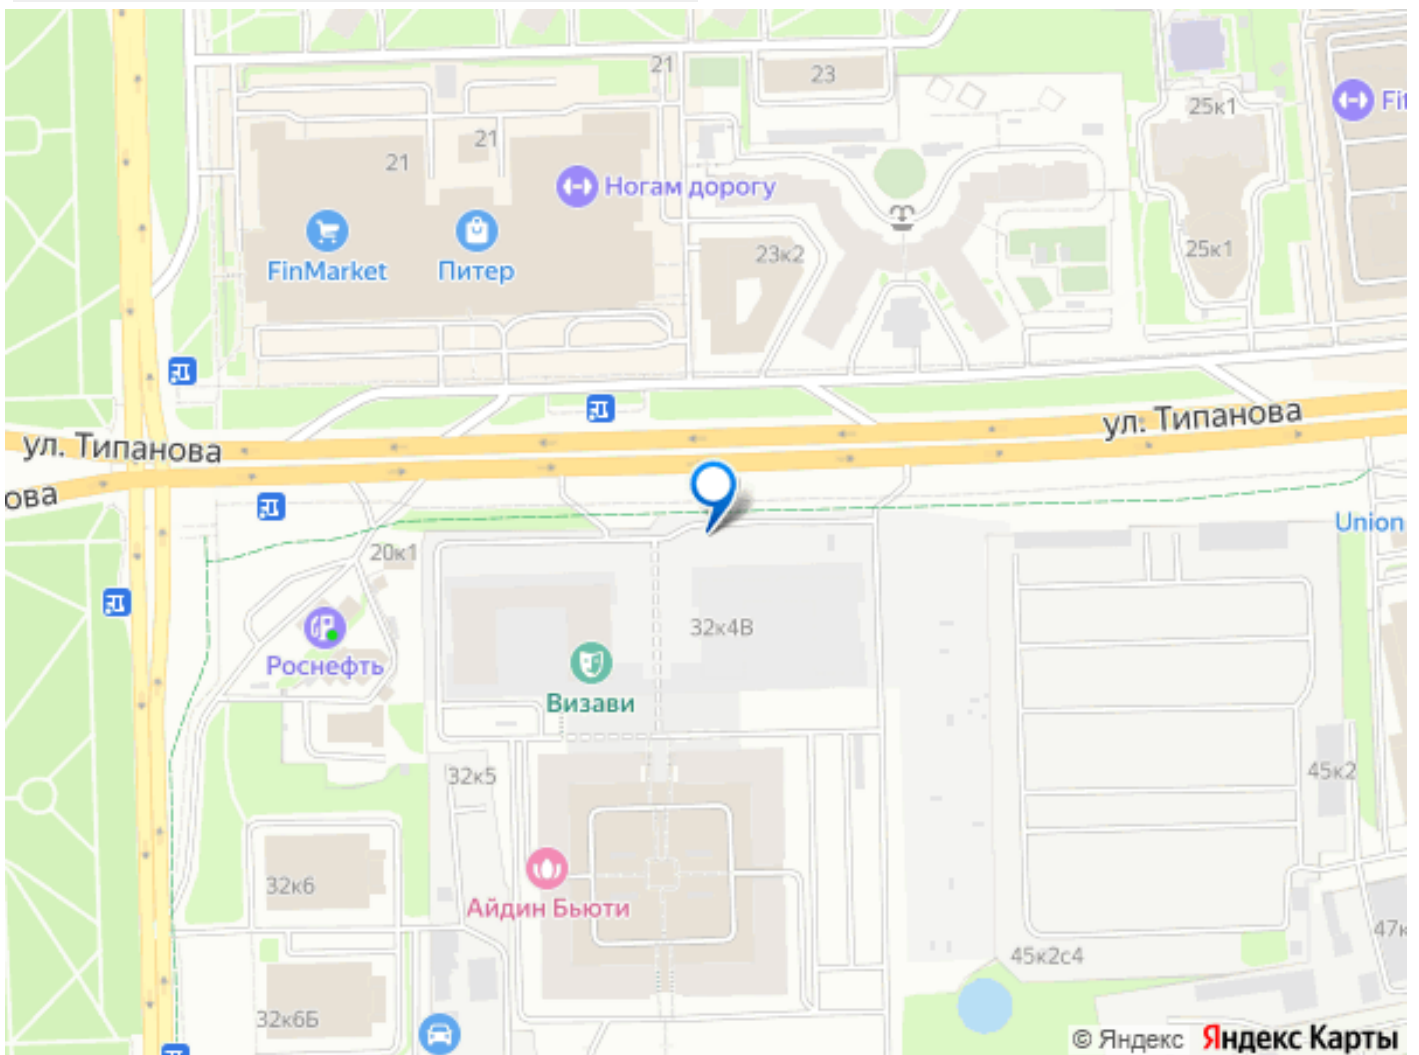 21
23
25к1
Fit
21
21
Ногам дорогу
FinMarket
Питер
23к2
25к1
ул. Типанова
ул. Типанова
ова
Union
20к1
Роснефть
32к4В
Визави
32к5
45к2
32к6
Айдин Бьюти
47к
45к2с4
32к6Б
© Яндекс Яндекс Карты